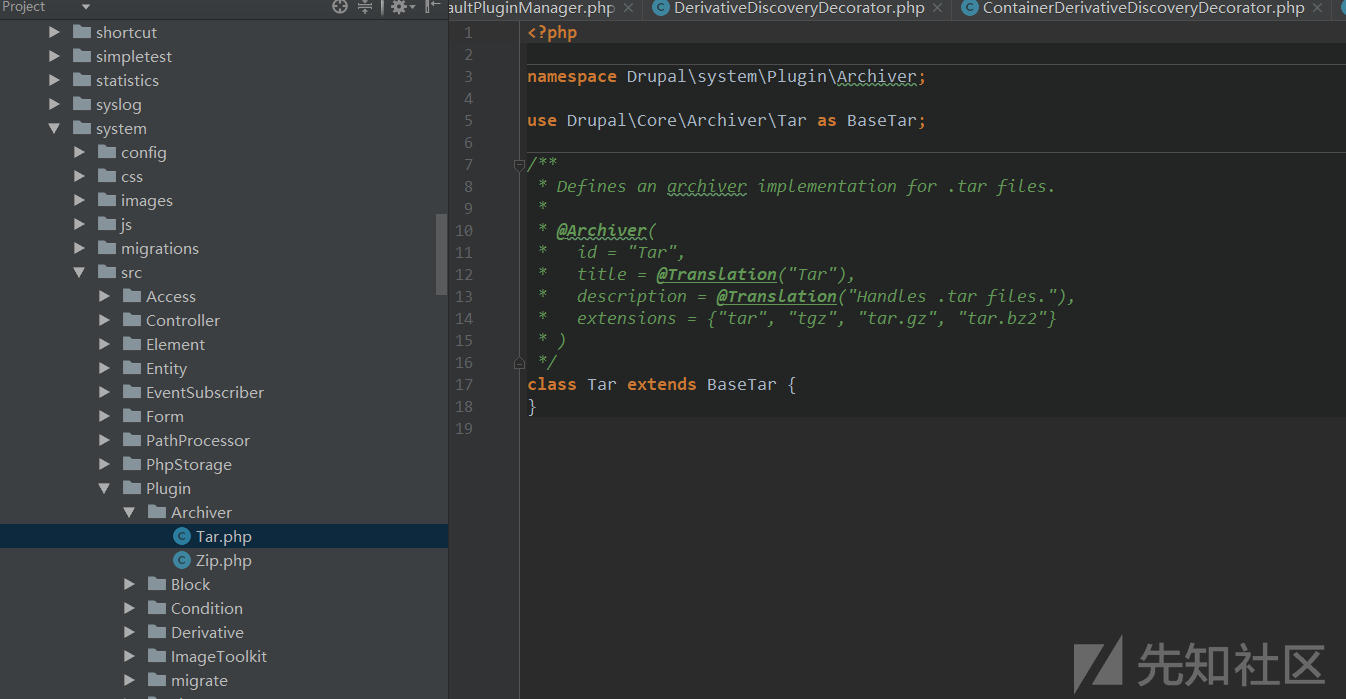 Project
aultPluginManager.php
DerivativeDiscoveryDecorator.php
ContainerDerivativeDiscoveryDecorator.php
shortcut
simpletest
statistics
syslog
system
config
css
images
js
migrations
src
Access
Controller
Element
Entity
EventSubscriber
Form
PathProcessor
PhpStorage
Plugin
Archiver
Tar.php
Zip.php
Block
Condition
Derivative
ImageToolkit
migrate
1 <?php
2
3 namespace Drupal\system\Plugin\Archiver;
4
5 use Drupal\Core\Archiver\Tar as BaseTar;
6
7 /**
8  * Defines an archiver implementation for .tar files.
9  *
10  * @Archiver(
11  *   id = "Tar",
12  *   title = @Translation("Tar"),
13  *   description = @Translation("Handles .tar files."),
14  *   extensions = {"tar", "tgz", "tar.gz", "tar.bz2"}
15  * )
16  */
17 class Tar extends BaseTar {
18 }
19
先知社区